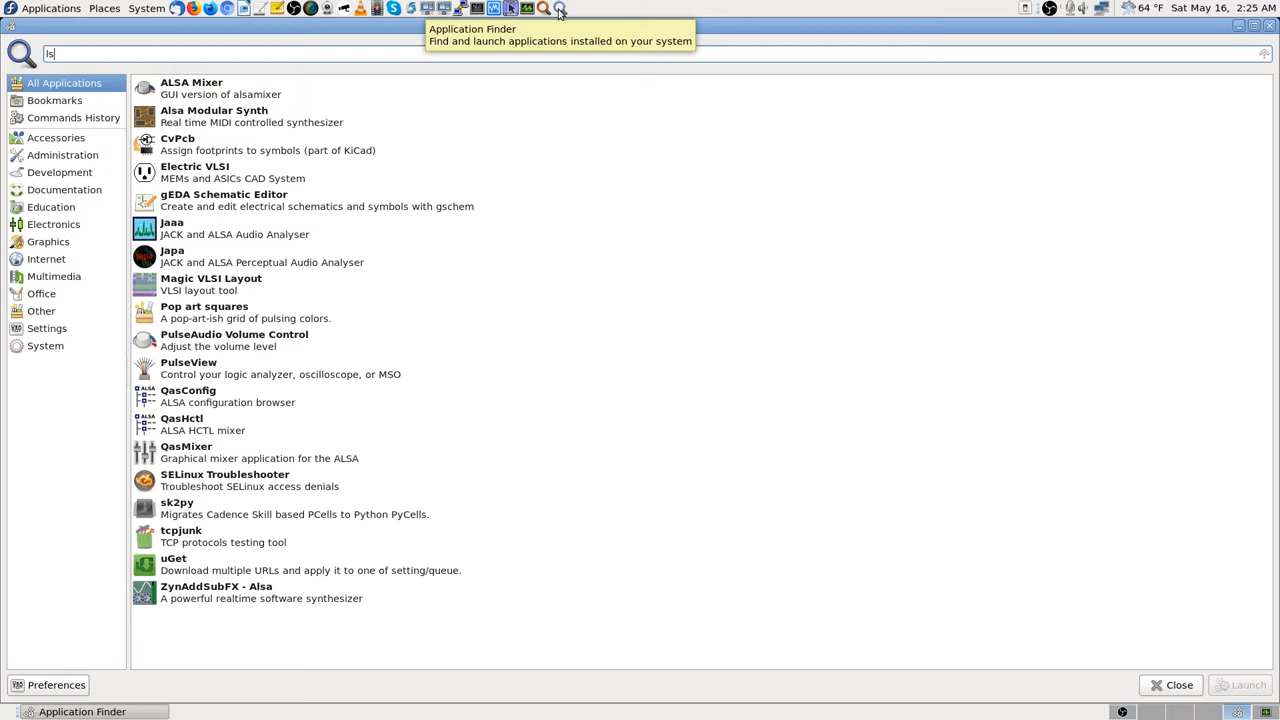 Applications Places System 64 °F Sat May 16, 2:25 AM
Application Finder
Find and launch applications installed on your system
ls
All Applications
Bookmarks
Commands History
Accessories
Administration
Development
Documentation
Education
Electronics
Graphics
Internet
Multimedia
Office
Other
Settings
System
ALSA Mixer
GUI version of alsamixer
Alsa Modular Synth
Real time MIDI controlled synthesizer
CvPcb
Assign footprints to symbols (part of KiCad)
Electric VLSI
MEMs and ASICs CAD System
gEDA Schematic Editor
Create and edit electrical schematics and symbols with gschem
Jaaa
JACK and ALSA Audio Analyser
Japa
JACK and ALSA Perceptual Audio Analyser
Magic VLSI Layout
VLSI layout tool
Pop art squares
A pop-art-ish grid of pulsing colors.
PulseAudio Volume Control
Adjust the volume level
PulseView
Control your logic analyzer, oscilloscope, or MSO
QasConfig
ALSA configuration browser
QasHctl
ALSA HCTL mixer
QasMixer
Graphical mixer application for the ALSA
SELinux Troubleshooter
Troubleshoot SELinux access denials
sk2py
Migrates Cadence Skill based PCells to Python PyCells.
tcpjunk
TCP protocols testing tool
uGet
Download multiple URLs and apply it to one of setting/queue.
ZynAddSubFX - Alsa
A powerful realtime software synthesizer
Preferences
Close
Launch
Application Finder